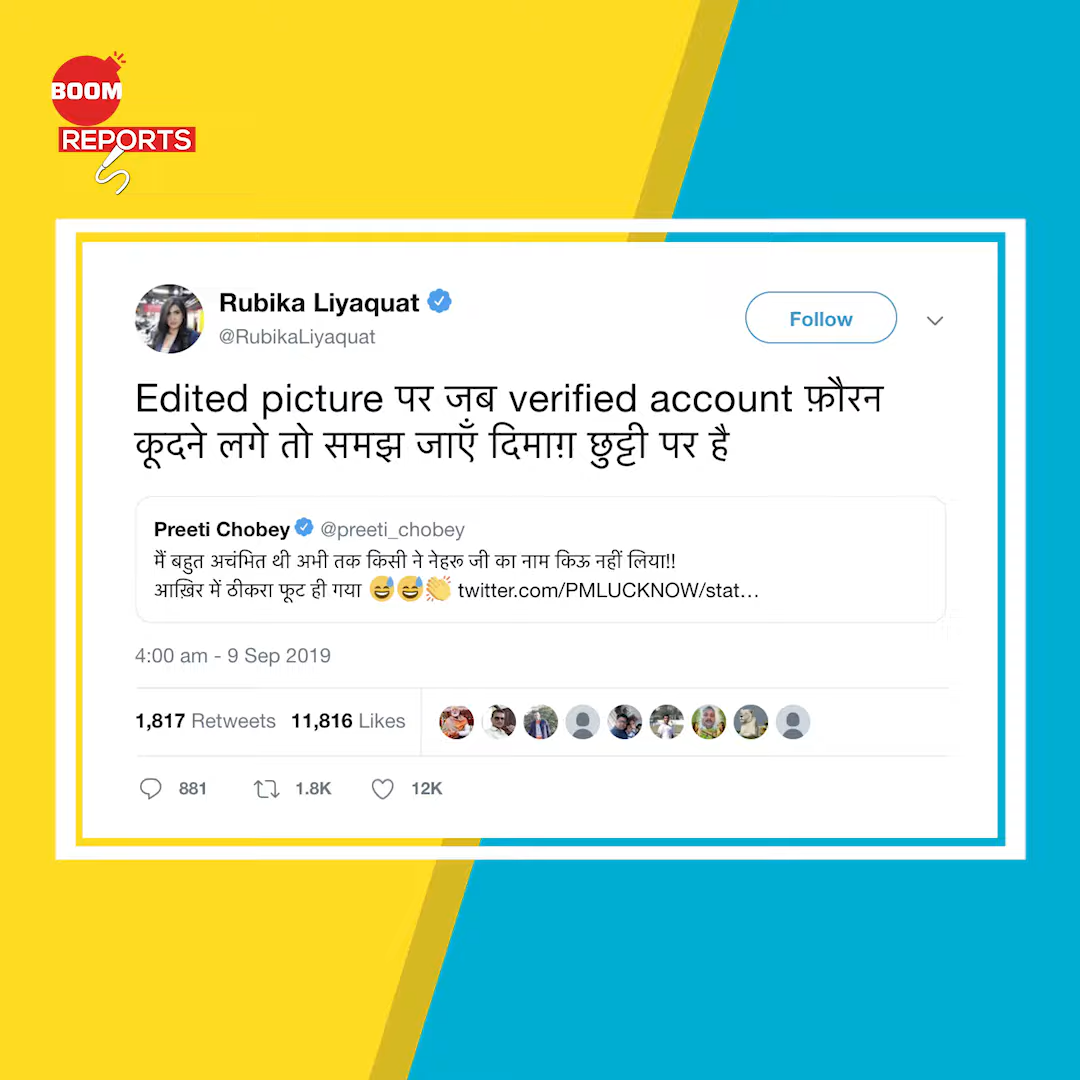 BOOM
REPORTS
Rubika Liyaquat
@RubikaLiyaquat
Follow
Edited picture पर जब verified account फ़ौरन
कूदने लगे तो समझ जाएँ दिमाग़ छुट्टी पर है
Preeti Chobey @preeti_chobey
मैं बहुत अचंभित थी अभी तक किसी ने नेहरू जी का नाम किऊ नहीं लिया!!
आख़िर में ठीकरा फूट ही गया 😅😅👏 twitter.com/PMLUCKNOW/stat…
4:00 am - 9 Sep 2019
1,817 Retweets 11,816 Likes
881 1.8K 12K